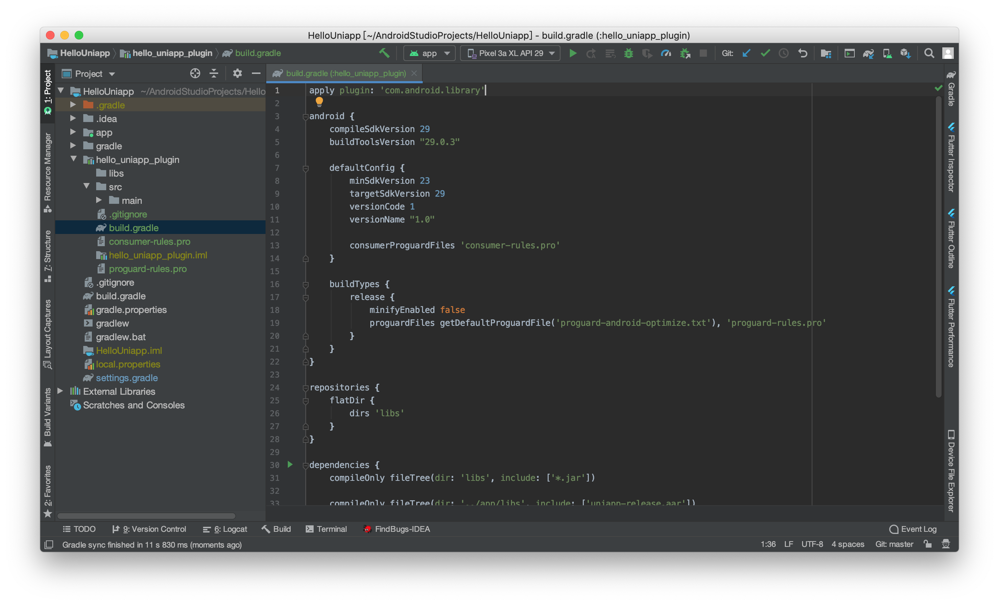 HelloUniapp [~/AndroidStudioProjects/HelloUniapp] - build.gradle (:hello_uniapp_plugin)
HelloUniapp hello_uniapp_plugin build.gradle
app Pixel 3a XL API 29 Git:
1: Project
Resource Manager
7: Structure
Layout Captures
Build Variants
2: Favorites
Project
HelloUniapp ~/AndroidStudioProjects/Hello
.gradle
.idea
app
gradle
hello_uniapp_plugin
libs
src
main
.gitignore
build.gradle
consumer-rules.pro
hello_uniapp_plugin.iml
proguard-rules.pro
.gitignore
build.gradle
gradle.properties
gradlew
gradlew.bat
HelloUniapp.iml
local.properties
settings.gradle
External Libraries
Scratches and Consoles
build.gradle (:hello_uniapp_plugin)
1 apply plugin: 'com.android.library'
2
3 android {
4 compileSdkVersion 29
5 buildToolsVersion "29.0.3"
6
7 defaultConfig {
8 minSdkVersion 23
9 targetSdkVersion 29
10 versionCode 1
11 versionName "1.0"
12
13 consumerProguardFiles 'consumer-rules.pro'
14 }
15
16 buildTypes {
17 release {
18 minifyEnabled false
19 proguardFiles getDefaultProguardFile('proguard-android-optimize.txt'), 'proguard-rules.pro'
20 }
21 }
22 }
23
24 repositories {
25 flatDir {
26 dirs 'libs'
27 }
28 }
29
30 dependencies {
31 compileOnly fileTree(dir: 'libs', include: ['*.jar'])
32
33 compileOnly fileTree(dir: '../app/libs', include: ['uniapp-release.aar'])
Gradle
Flutter Inspector
Flutter Outline
Flutter Performance
Device File Explorer
TODO 9: Version Control 6: Logcat Build Terminal FindBugs-IDEA Event Log
Gradle sync finished in 11 s 830 ms (moments ago) 1:36 LF UTF-8 4 spaces Git: master